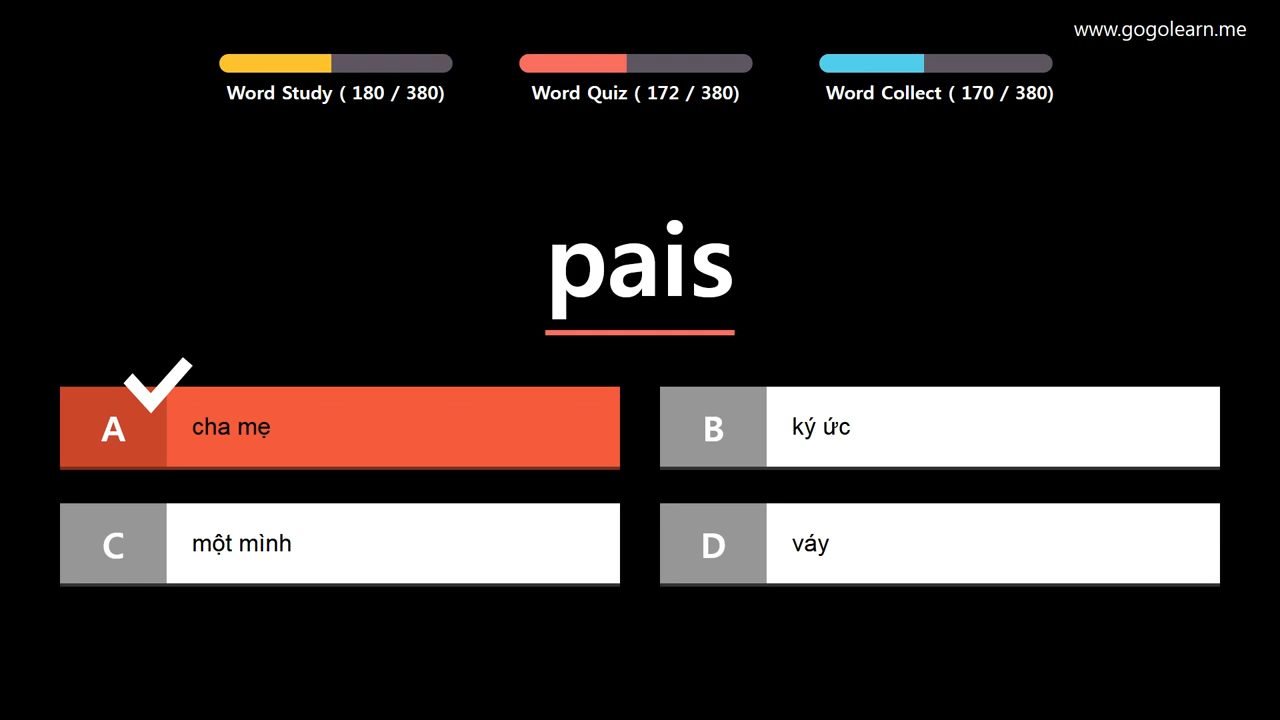 www.gogolearn.me
Word Study ( 180 / 380)
Word Quiz ( 172 / 380)
Word Collect ( 170 / 380)
pais
A cha mẹ
B ký ức
C một mình
D váy